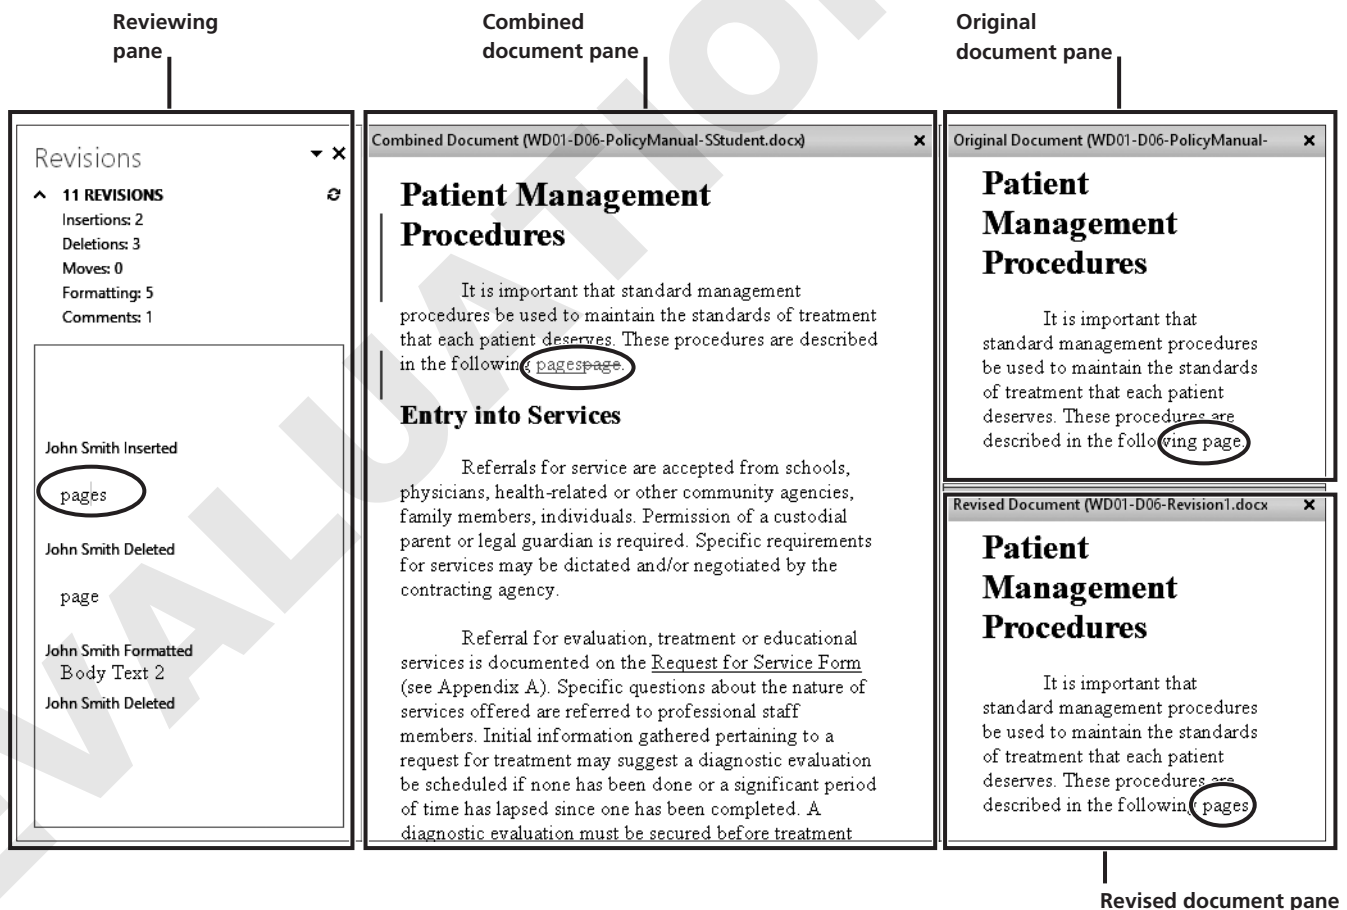 Reviewing
pane
Combined
document pane
Original
document pane
Revisions
11 REVISIONS
Insertions: 2
Deletions: 3
Moves: 0
Formatting: 5
Comments: 1
John Smith Inserted
pages
John Smith Deleted
page
John Smith Formatted
Body Text 2
John Smith Deleted
Combined Document (WD01-D06-PolicyManual-SStudent.docx)
Patient Management
Procedures
It is important that standard management
procedures be used to maintain the standards of treatment
that each patient deserves. These procedures are described
in the following pagespage.
Entry into Services
Referrals for service are accepted from schools,
physicians, health-related or other community agencies,
family members, individuals. Permission of a custodial
parent or legal guardian is required. Specific requirements
for services may be dictated and/or negotiated by the
contracting agency.
Referral for evaluation, treatment or educational
services is documented on the Request for Service Form
(see Appendix A). Specific questions about the nature of
services offered are referred to professional staff
members. Initial information gathered pertaining to a
request for treatment may suggest a diagnostic evaluation
be scheduled if none has been done or a significant period
of time has lapsed since one has been completed. A
diagnostic evaluation must be secured before treatment
Original Document (WD01-D06-PolicyManual-
Patient
Management
Procedures
It is important that
standard management procedures
be used to maintain the standards
of treatment that each patient
deserves. These procedures are
described in the following page.
Revised Document (WD01-D06-Revision1.docx
Patient
Management
Procedures
It is important that
standard management procedures
be used to maintain the standards
of treatment that each patient
deserves. These procedures are
described in the following pages
Revised document pane
EVALUATION